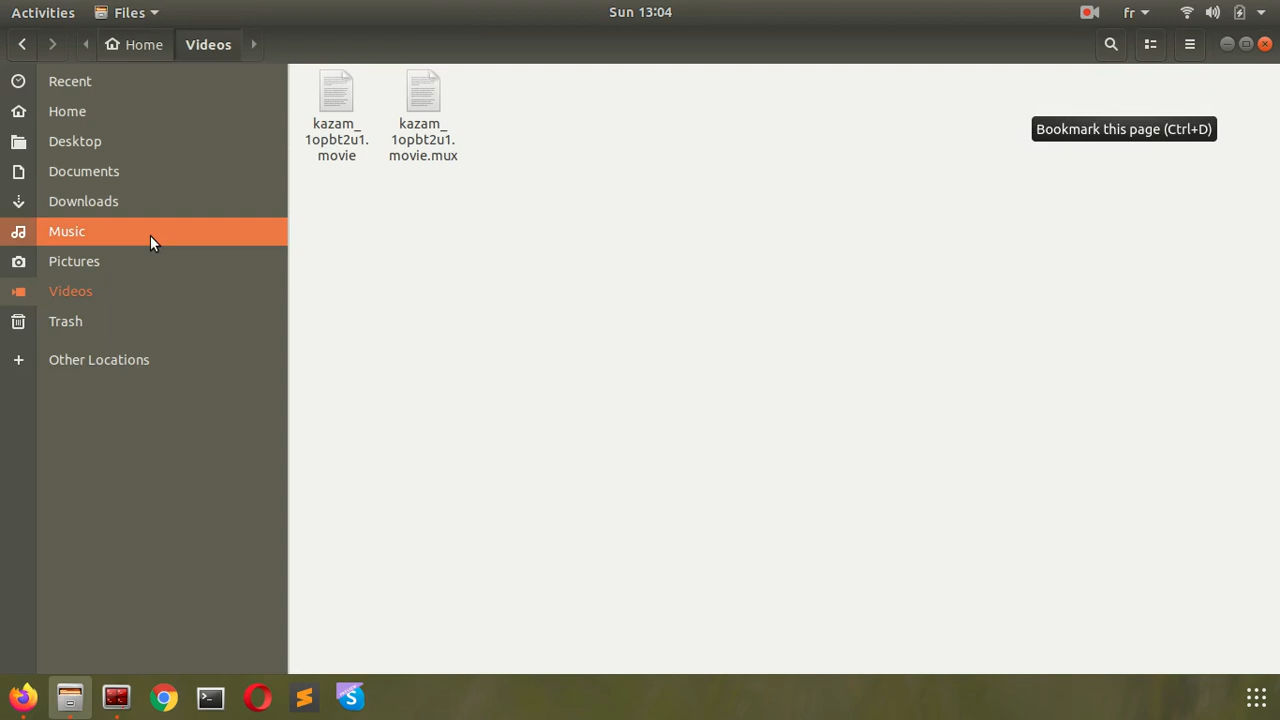 Activities Files Sun 13:04 fr
Home Videos
Recent
Home
Desktop
Documents
Downloads
Music
Pictures
Videos
Trash
Other Locations
kazam_
1opbt2u1.
movie
kazam_
1opbt2u1.
movie.mux
Bookmark this page (Ctrl+D)